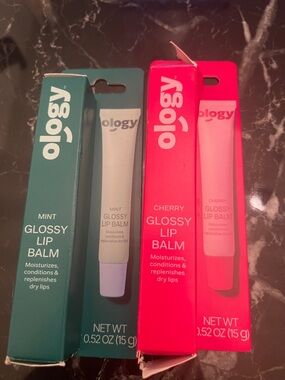 ology
MINT
GLOSSY
LIP
BALM
Moisturizes,
conditions &
replenishes
dry lips
ology
MINT
GLOSSY
LIP BALM
NET WT
0.52 OZ (15 g)
ology
CHERRY
GLOSSY
LIP
BALM
Moisturizes,
conditions &
replenishes
dry lips
ology
CHERRY
GLOSSY
LIP BALM
NET WT
0.52 OZ (15 g)